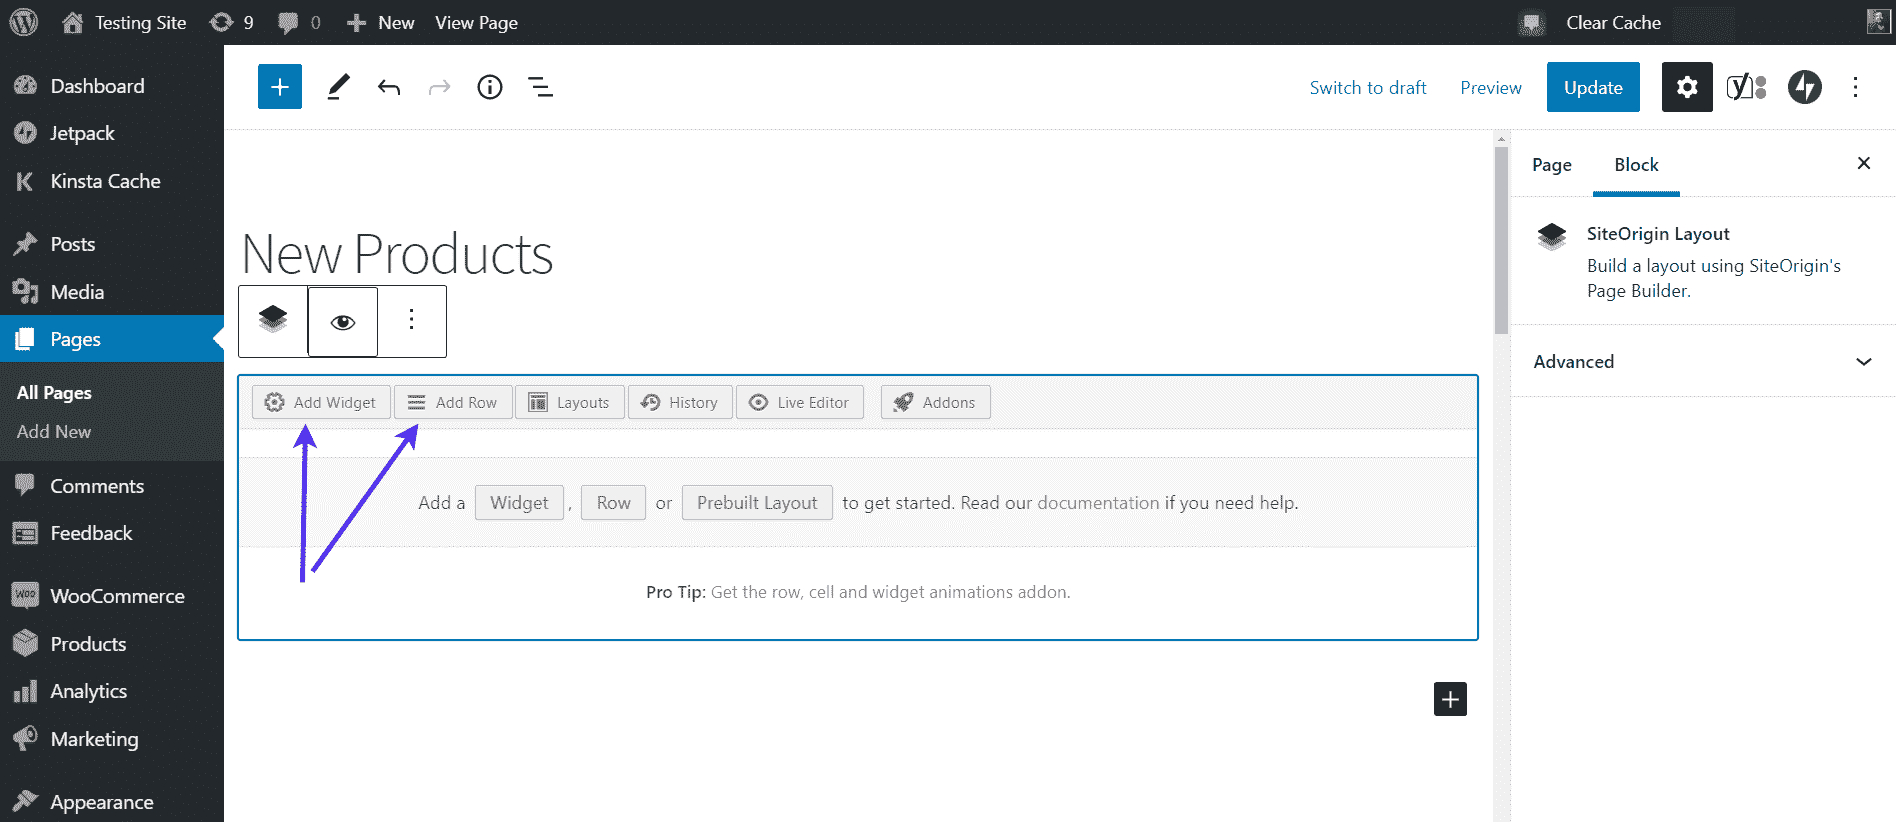 Testing Site 9 0 New View Page Clear Cache
Dashboard
Jetpack
Kinsta Cache
Posts
Media
Pages
All Pages
Add New
Comments
Feedback
WooCommerce
Products
Analytics
Marketing
Appearance
Switch to draft Preview Update
New Products
Add Widget Add Row Layouts History Live Editor Addons
Add a Widget , Row or Prebuilt Layout to get started. Read our documentation if you need help.
Pro Tip: Get the row, cell and widget animations addon.
Page Block
SiteOrigin Layout
Build a layout using SiteOrigin's
Page Builder.
Advanced